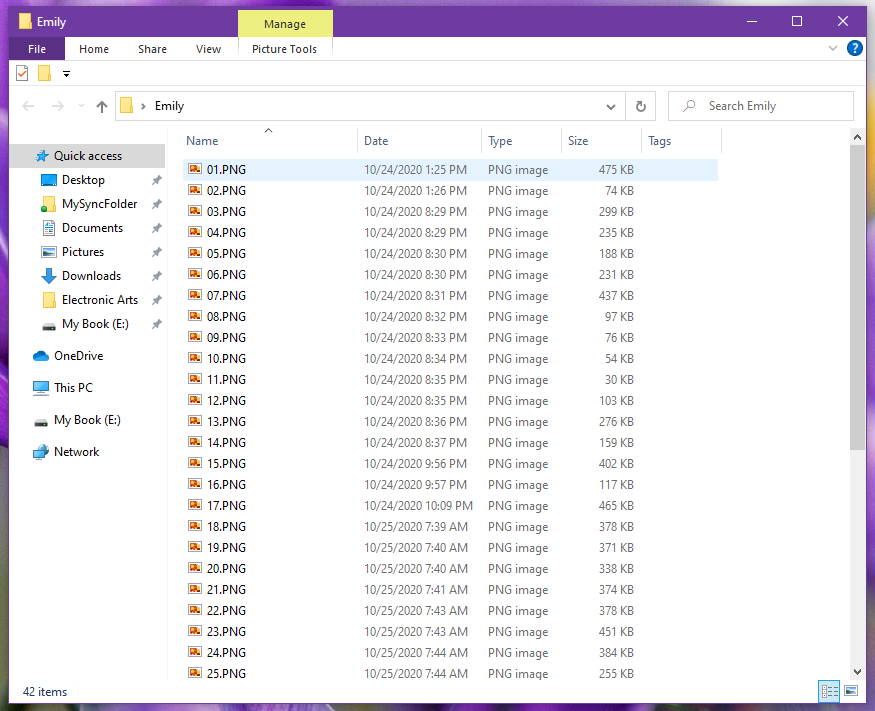 Emily
Manage
File Home Share View Picture Tools
Emily
Search Emily
Name Date Type Size Tags
Quick access
Desktop
MySyncFolder
Documents
Pictures
Downloads
Electronic Arts
My Book (E:)
OneDrive
This PC
My Book (E:)
Network
01.PNG 10/24/2020 1:25 PM PNG image 475 KB
02.PNG 10/24/2020 1:26 PM PNG image 74 KB
03.PNG 10/24/2020 8:29 PM PNG image 299 KB
04.PNG 10/24/2020 8:29 PM PNG image 235 KB
05.PNG 10/24/2020 8:30 PM PNG image 188 KB
06.PNG 10/24/2020 8:30 PM PNG image 231 KB
07.PNG 10/24/2020 8:31 PM PNG image 437 KB
08.PNG 10/24/2020 8:32 PM PNG image 97 KB
09.PNG 10/24/2020 8:33 PM PNG image 76 KB
10.PNG 10/24/2020 8:34 PM PNG image 54 KB
11.PNG 10/24/2020 8:35 PM PNG image 30 KB
12.PNG 10/24/2020 8:35 PM PNG image 103 KB
13.PNG 10/24/2020 8:36 PM PNG image 276 KB
14.PNG 10/24/2020 8:37 PM PNG image 159 KB
15.PNG 10/24/2020 9:56 PM PNG image 402 KB
16.PNG 10/24/2020 9:57 PM PNG image 117 KB
17.PNG 10/24/2020 10:09 PM PNG image 465 KB
18.PNG 10/25/2020 7:39 AM PNG image 378 KB
19.PNG 10/25/2020 7:40 AM PNG image 371 KB
20.PNG 10/25/2020 7:40 AM PNG image 338 KB
21.PNG 10/25/2020 7:41 AM PNG image 374 KB
22.PNG 10/25/2020 7:43 AM PNG image 378 KB
23.PNG 10/25/2020 7:43 AM PNG image 451 KB
24.PNG 10/25/2020 7:44 AM PNG image 384 KB
25.PNG 10/25/2020 7:44 AM PNG image 255 KB
42 items